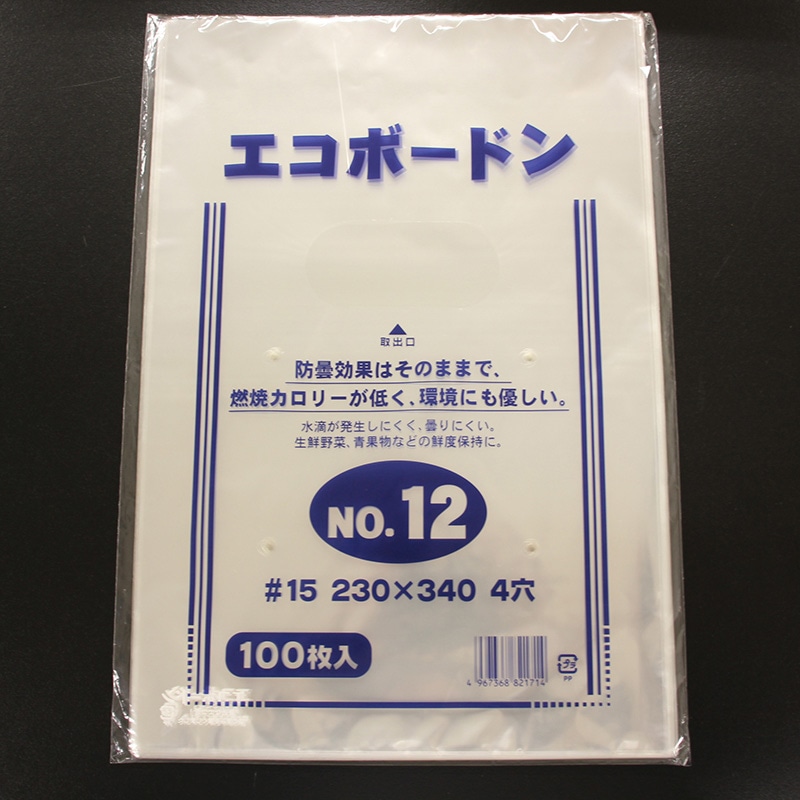 エコボードン
▲
取出口
防曇効果はそのままで、
燃焼カロリーが低く、環境にも優しい。
水滴が発生しにくく、曇りにくい。
生鮮野菜、青果物などの鮮度保持に。
NO.12
#15 230×340 4穴
100枚入
4 967368 821714
プラ
PP